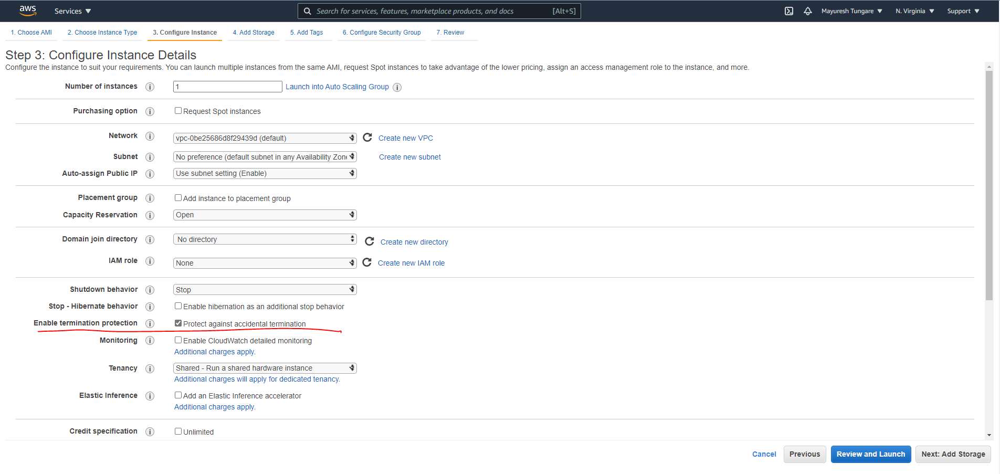 aws Services Search for services, features, marketplace products, and docs [Alt+S] Mayuresh Tungare N. Virginia Support
1. Choose AMI 2. Choose Instance Type 3. Configure Instance 4. Add Storage 5. Add Tags 6. Configure Security Group 7. Review
Step 3: Configure Instance Details
Configure the instance to suit your requirements. You can launch multiple instances from the same AMI, request Spot instances to take advantage of the lower pricing, assign an access management role to the instance, and more.
Number of instances i 1 Launch into Auto Scaling Group i
Purchasing option i Request Spot instances
Network i vpc-0be25686d8f29439d (default) Create new VPC
Subnet i No preference (default subnet in any Availability Zone Create new subnet
Auto-assign Public IP i Use subnet setting (Enable)
Placement group i Add instance to placement group
Capacity Reservation i Open
Domain join directory i No directory Create new directory
IAM role i None Create new IAM role
Shutdown behavior i Stop
Stop - Hibernate behavior i Enable hibernation as an additional stop behavior
Enable termination protection i Protect against accidental termination
Monitoring i Enable CloudWatch detailed monitoring
Additional charges apply.
Tenancy i Shared - Run a shared hardware instance
Additional charges will apply for dedicated tenancy.
Elastic Inference i Add an Elastic Inference accelerator
Additional charges apply.
Credit specification i Unlimited
Cancel Previous Review and Launch Next: Add Storage